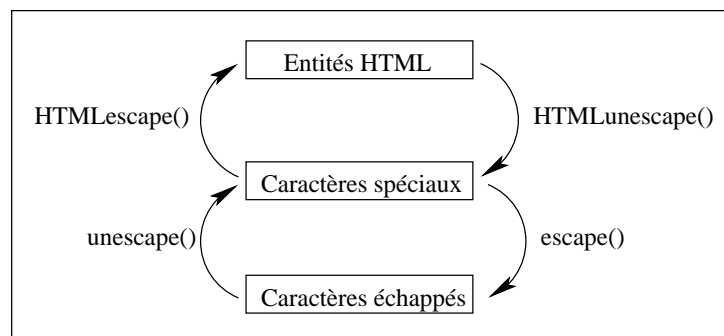 Entités HTML
HTMLescape()
HTMLunescape()
Caractères spéciaux
unescape()
escape()
Caractères échappés